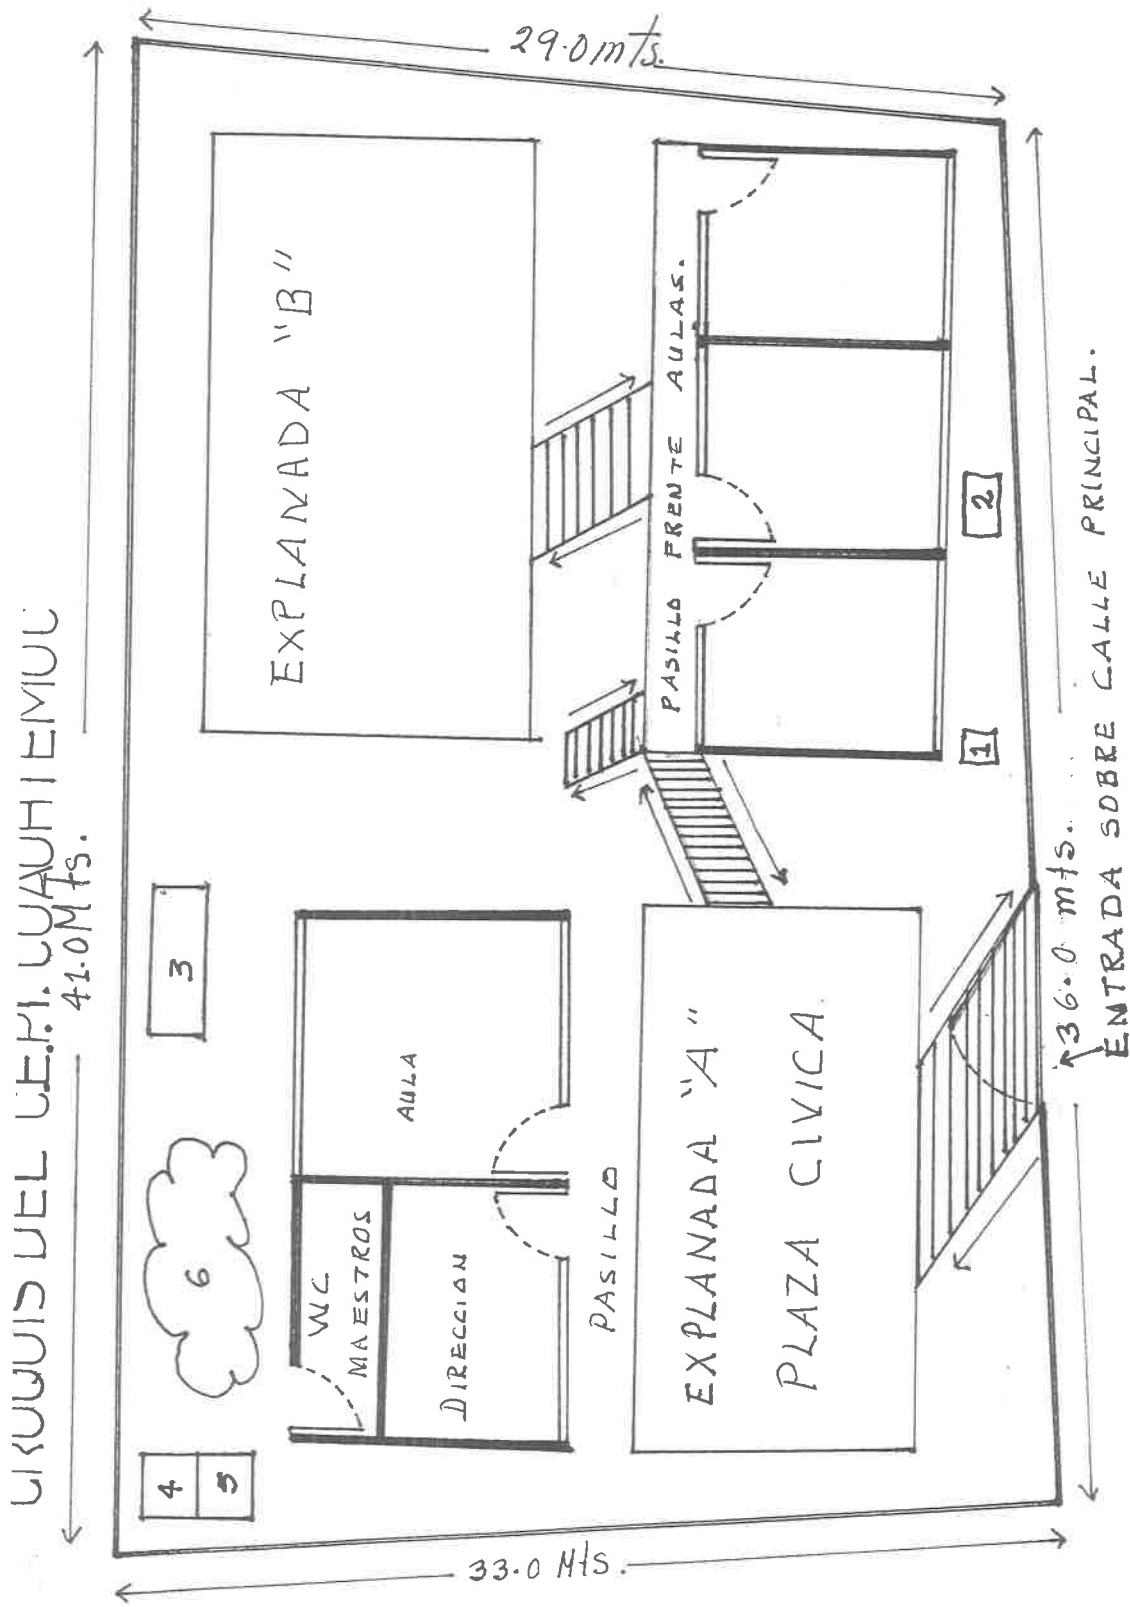 CROQUIS DEL C.E.P.I. CUAUHTEMOC
41.0 Mts.
29.0 mts.
33.0 Mts.
36.0 mts.
ENTRADA SOBRE CALLE PRINCIPAL.
EXPLANADA "B"
PASILLO FRENTE AULAS.
3
6
4
5
AULA
WC
MAESTROS
DIRECCION
PASILLO
EXPLANADA "A"
PLAZA CIVICA.
1
2